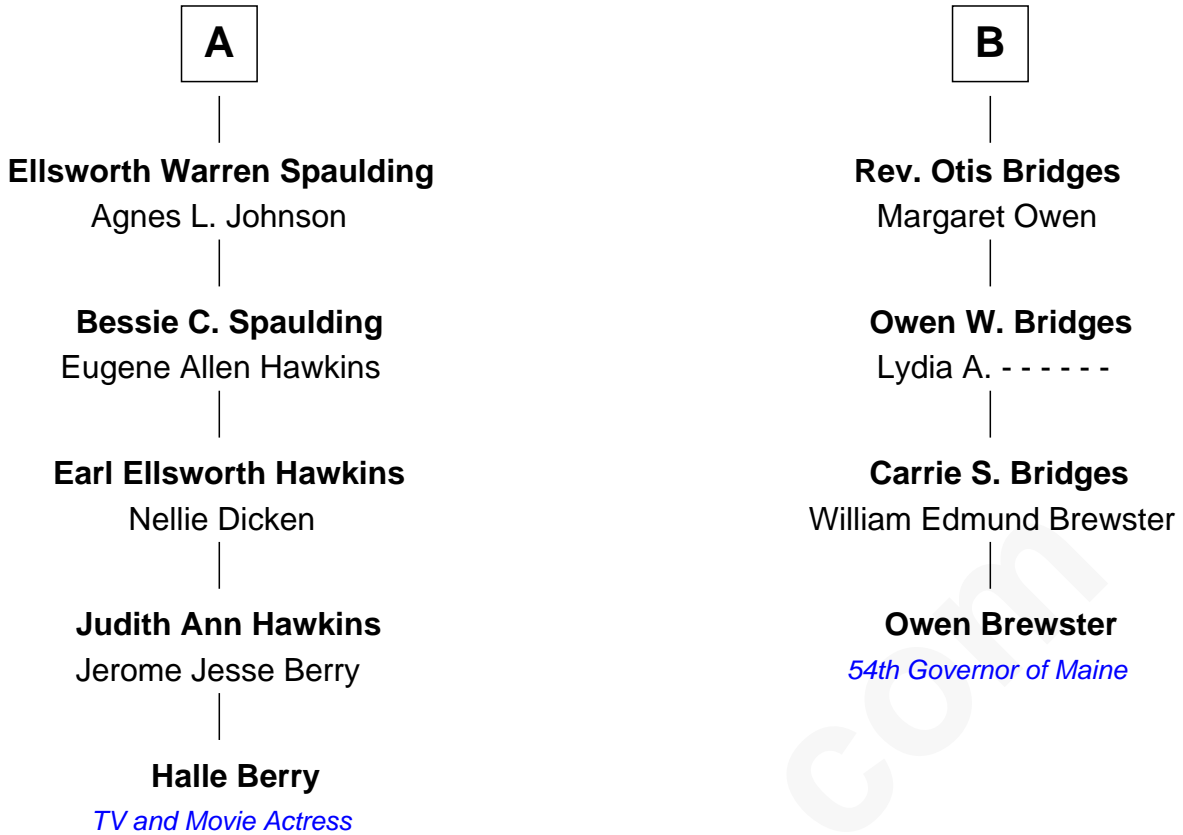 A
Ellsworth Warren Spaulding
Agnes L. Johnson
Bessie C. Spaulding
Eugene Allen Hawkins
Earl Ellsworth Hawkins
Nellie Dicken
Judith Ann Hawkins
Jerome Jesse Berry
Halle Berry
TV and Movie Actress
B
Rev. Otis Bridges
Margaret Owen
Owen W. Bridges
Lydia A. - - - - - -
Carrie S. Bridges
William Edmund Brewster
Owen Brewster
54th Governor of Maine
com